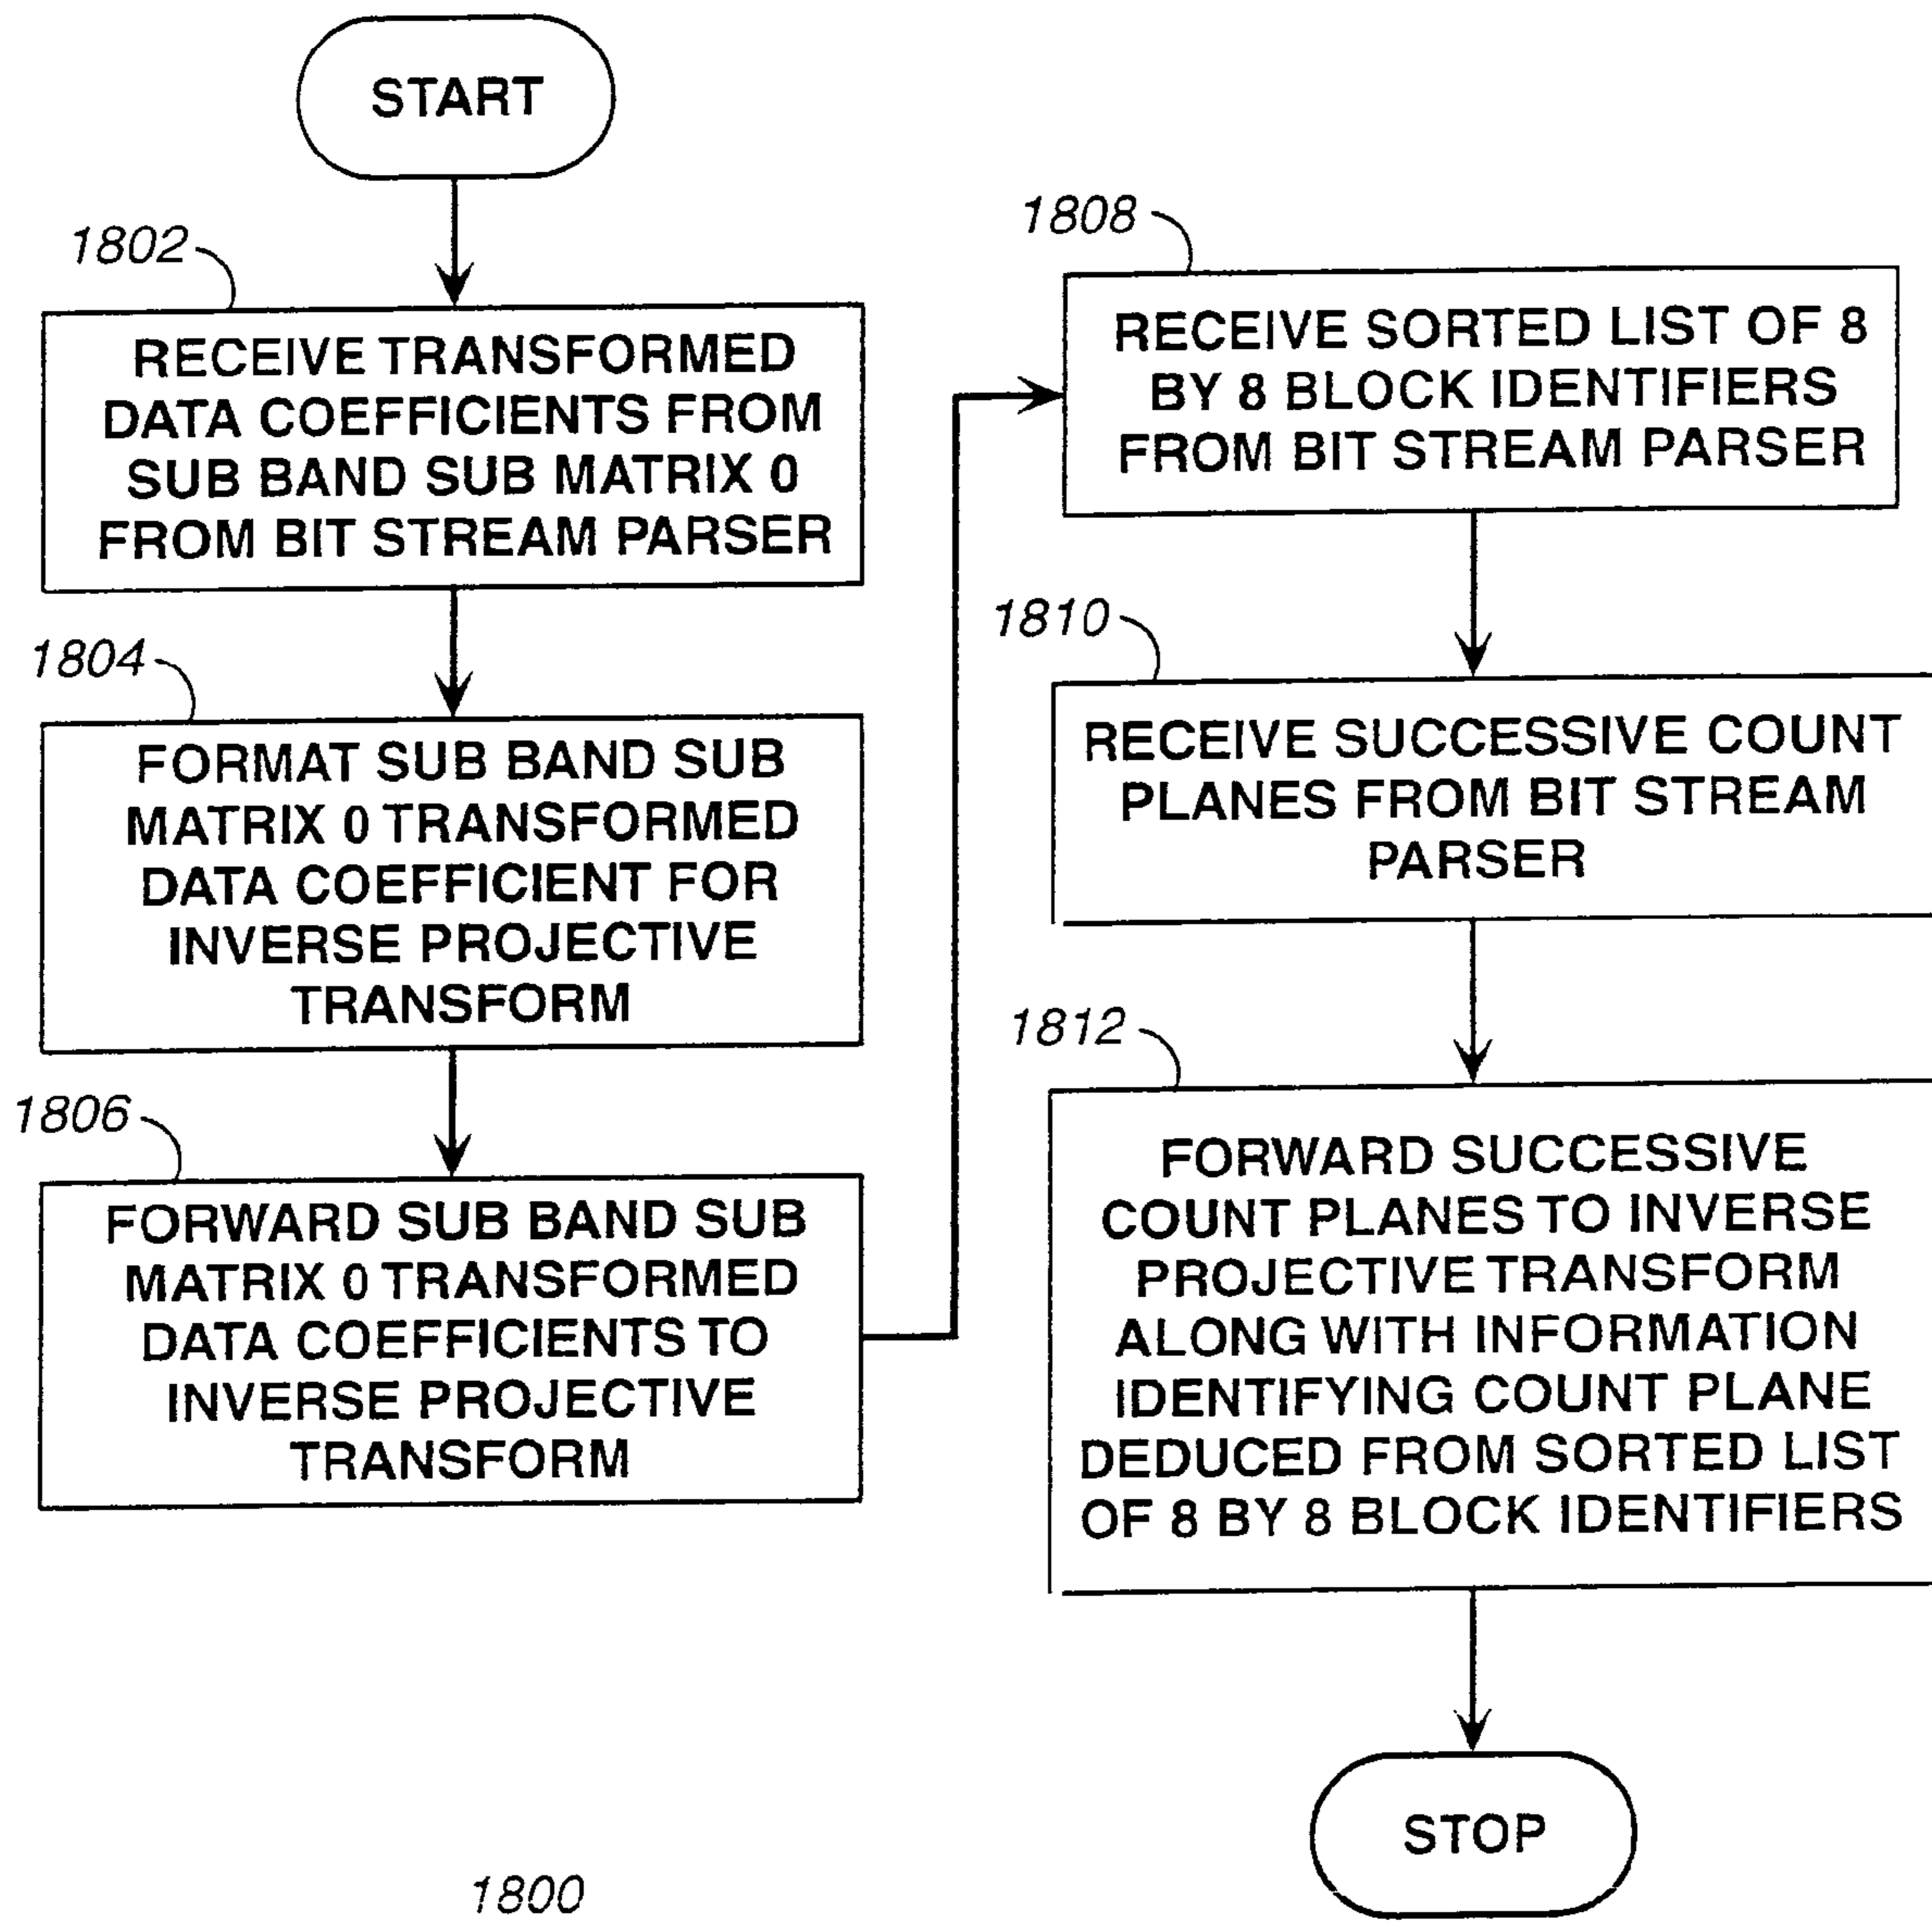 START
1802
RECEIVE TRANSFORMED
DATA COEFFICIENTS FROM
SUB BAND SUB MATRIX 0
FROM BIT STREAM PARSER
1804
FORMAT SUB BAND SUB
MATRIX 0 TRANSFORMED
DATA COEFFICIENT FOR
INVERSE PROJECTIVE
TRANSFORM
1806
FORWARD SUB BAND SUB
MATRIX 0 TRANSFORMED
DATA COEFFICIENTS TO
INVERSE PROJECTIVE
TRANSFORM
1808
RECEIVE SORTED LIST OF 8
BY 8 BLOCK IDENTIFIERS
FROM BIT STREAM PARSER
1810
RECEIVE SUCCESSIVE COUNT
PLANES FROM BIT STREAM
PARSER
1812
FORWARD SUCCESSIVE
COUNT PLANES TO INVERSE
PROJECTIVE TRANSFORM
ALONG WITH INFORMATION
IDENTIFYING COUNT PLANE
DEDUCED FROM SORTED LIST
OF 8 BY 8 BLOCK IDENTIFIERS
STOP
1800